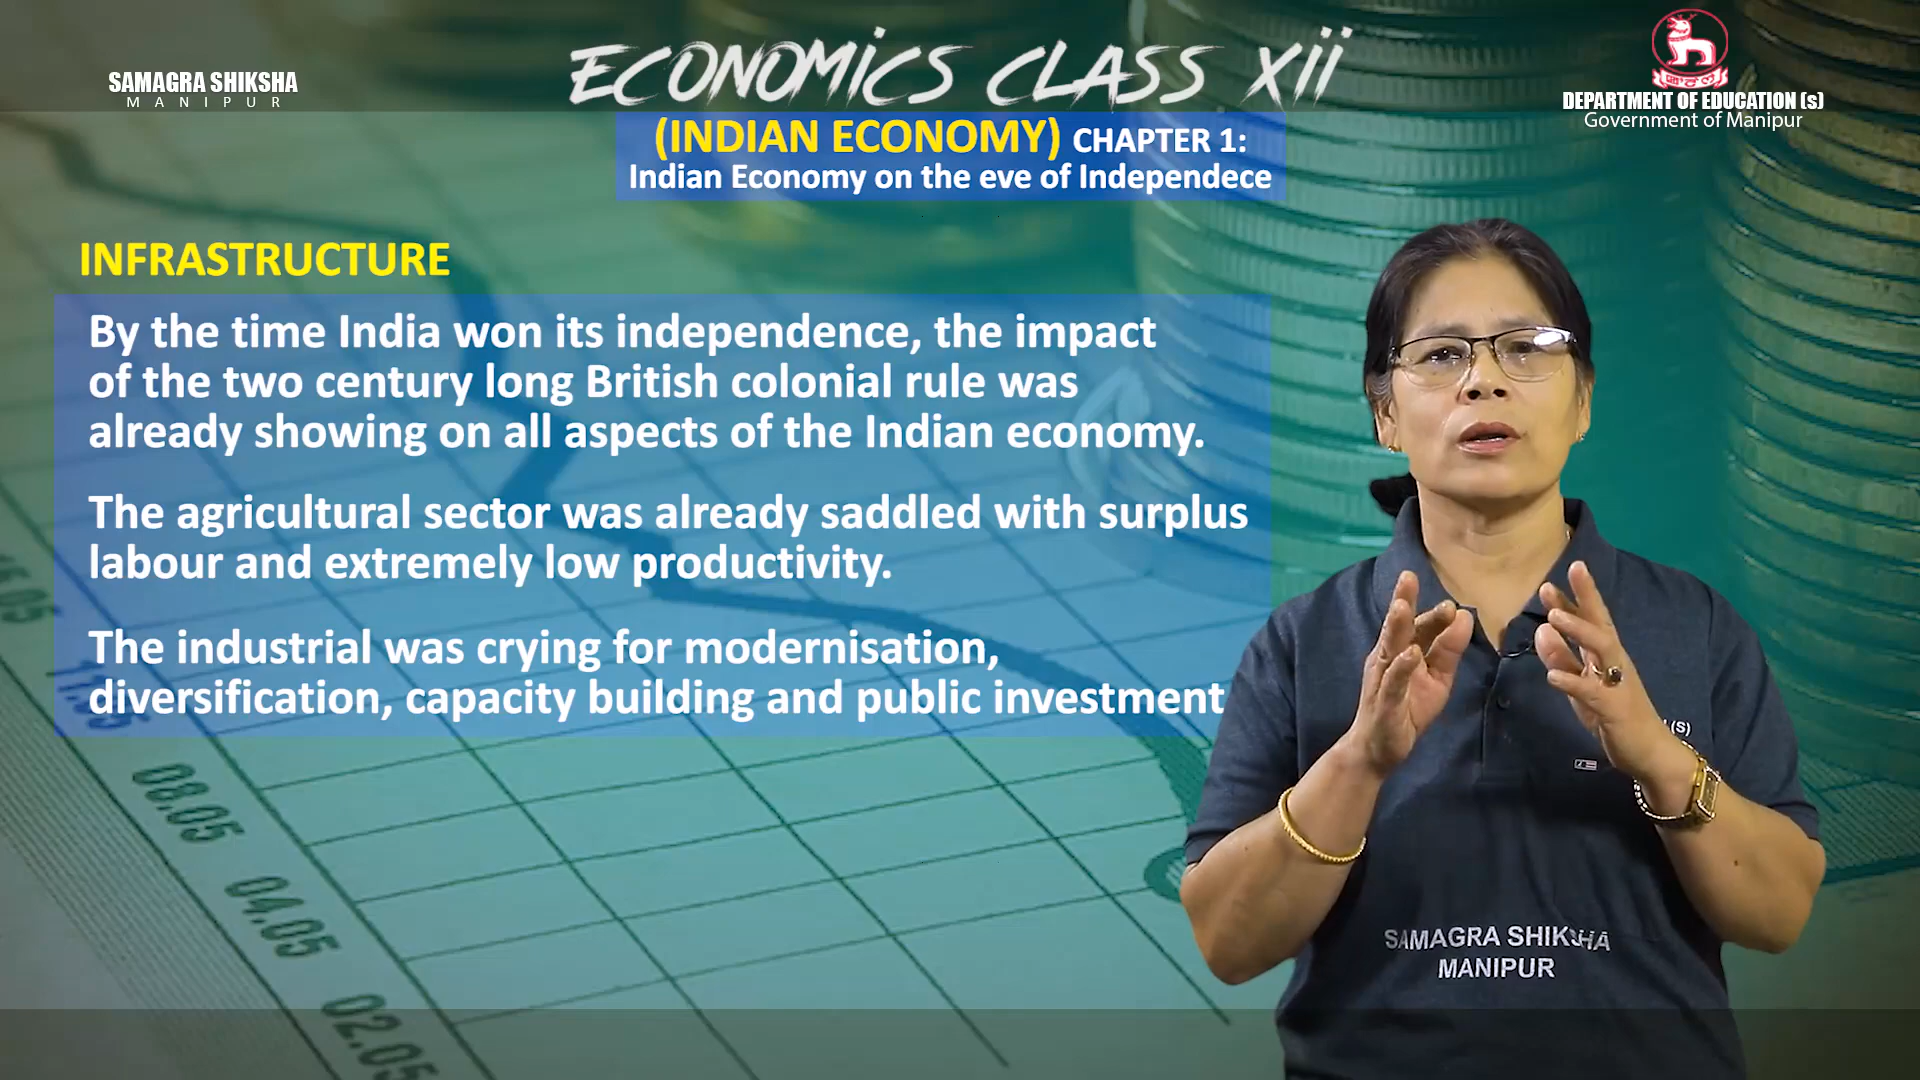 SAMAGRA SHIKSHA
MANIPUR
ECONOMICS CLASS XII
DEPARTMENT OF EDUCATION (s)
Government of Manipur
(INDIAN ECONOMY) CHAPTER 1:
Indian Economy on the eve of Independece
INFRASTRUCTURE
By the time India won its independence, the impact
of the two century long British colonial rule was
already showing on all aspects of the Indian economy.
The agricultural sector was already saddled with surplus
labour and extremely low productivity.
The industrial was crying for modernisation,
diversification, capacity building and public investment
(S)
SAMAGRA SHIKSHA
MANIPUR
08.05
04.05
02.05